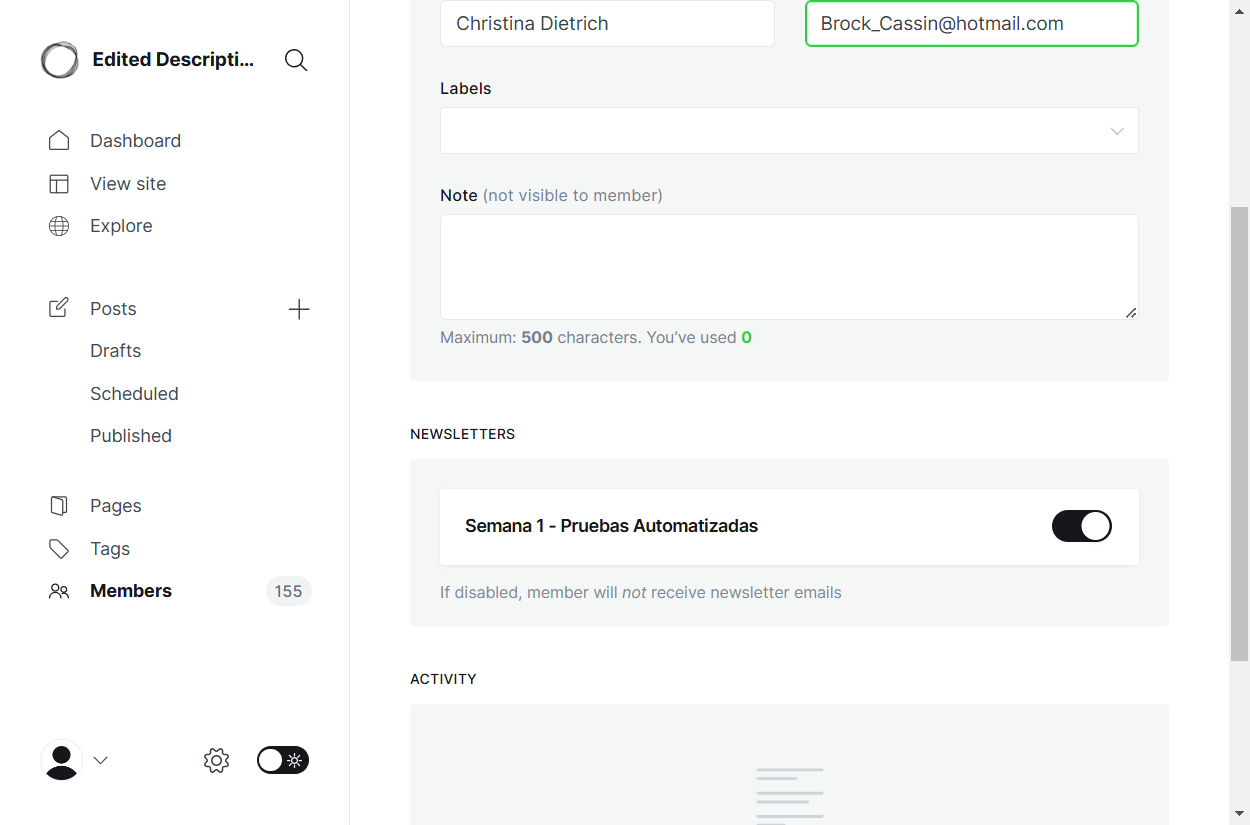 Edited Descripti...
Dashboard
View site
Explore
Posts
Drafts
Scheduled
Published
Pages
Tags
Members 155
Christina Dietrich Brock_Cassin@hotmail.com
Labels
Note (not visible to member)
Maximum: 500 characters. You’ve used 0
NEWSLETTERS
Semana 1 - Pruebas Automatizadas
If disabled, member will not receive newsletter emails
ACTIVITY